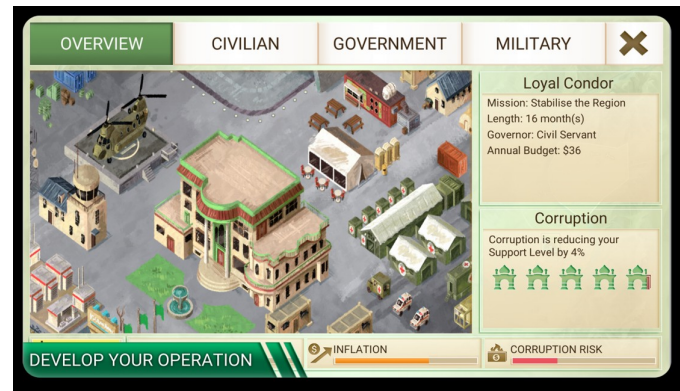 OVERVIEW
CIVILIAN
GOVERNMENT
MILITARY
Loyal Condor
Mission: Stabilise the Region
Length: 16 month(s)
Governor: Civil Servant
Annual Budget: $36
Corruption
Corruption is reducing your
Support Level by 4%
DEVELOP YOUR OPERATION
INFLATION
CORRUPTION RISK